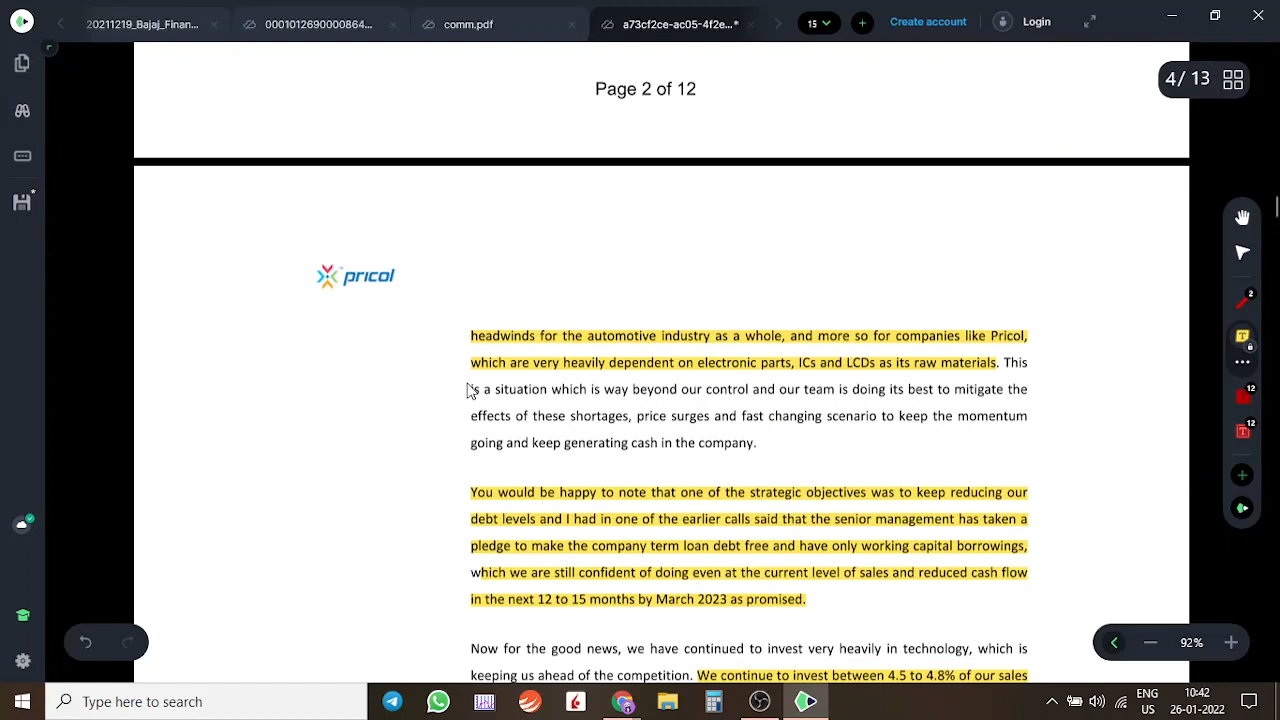 20211219_Bajaj_Finan...
0001012690000864...
comm.pdf
a73cf2ce-ac05-4f2e...*
15
Create account
Login
Page 2 of 12
4/ 13
pricol
headwinds for the automotive industry as a whole, and more so for companies like Pricol,
which are very heavily dependent on electronic parts, ICs and LCDs as its raw materials. This
is a situation which is way beyond our control and our team is doing its best to mitigate the
effects of these shortages, price surges and fast changing scenario to keep the momentum
going and keep generating cash in the company.
You would be happy to note that one of the strategic objectives was to keep reducing our
debt levels and I had in one of the earlier calls said that the senior management has taken a
pledge to make the company term loan debt free and have only working capital borrowings,
which we are still confident of doing even at the current level of sales and reduced cash flow
in the next 12 to 15 months by March 2023 as promised.
Now for the good news, we have continued to invest very heavily in technology, which is
keeping us ahead of the competition. We continue to invest between 4.5 to 4.8% of our sales
2
T
12
T
12
92%
Type here to search
ENG
US
10:42
26-01-2022